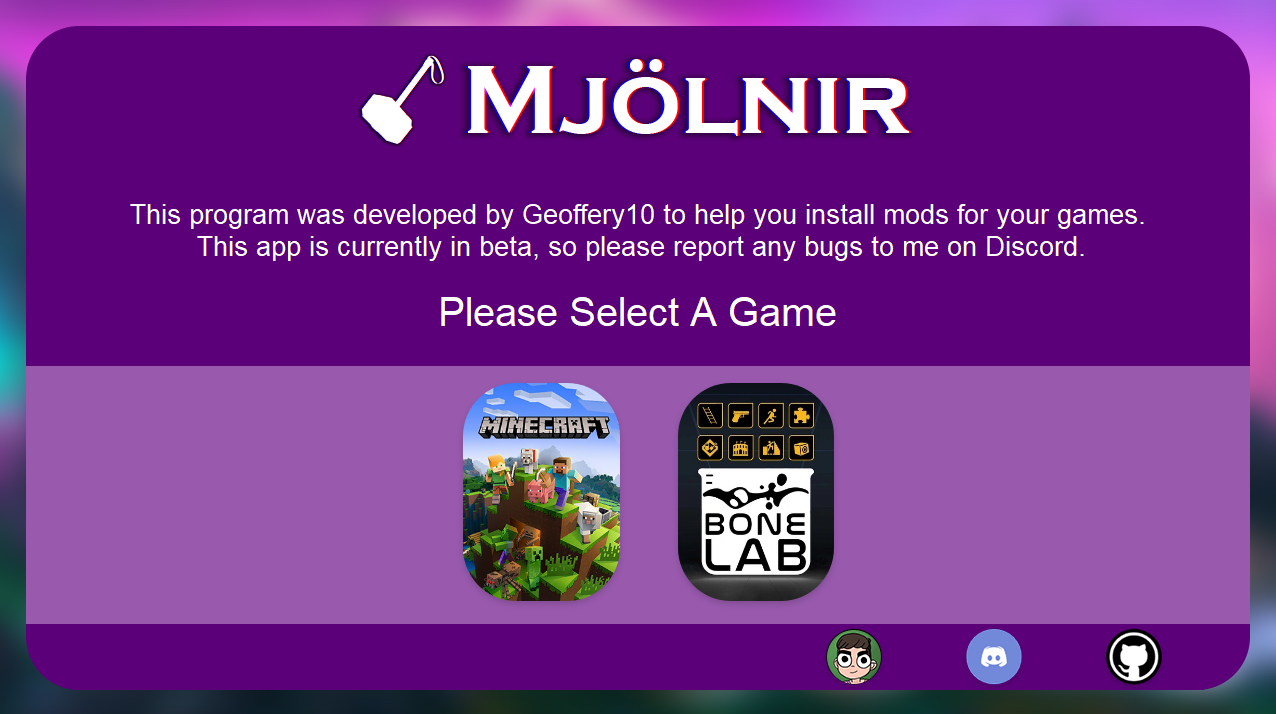 MJÖLNIR
This program was developed by Geoffery10 to help you install mods for your games.
This app is currently in beta, so please report any bugs to me on Discord.
Please Select A Game
MINECRAFT
BONE
LAB